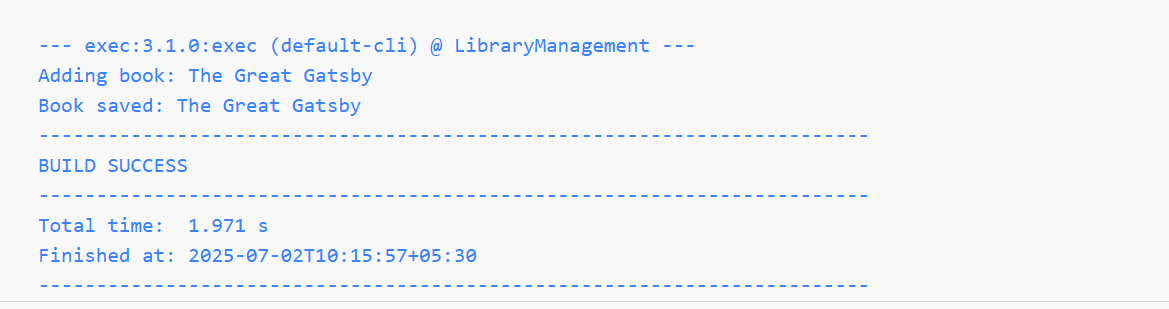 --- exec:3.1.0:exec (default-cli) @ LibraryManagement ---
Adding book: The Great Gatsby
Book saved: The Great Gatsby
------------------------------------------------------------------------
BUILD SUCCESS
------------------------------------------------------------------------
Total time:  1.971 s
Finished at: 2025-07-02T10:15:57+05:30
------------------------------------------------------------------------